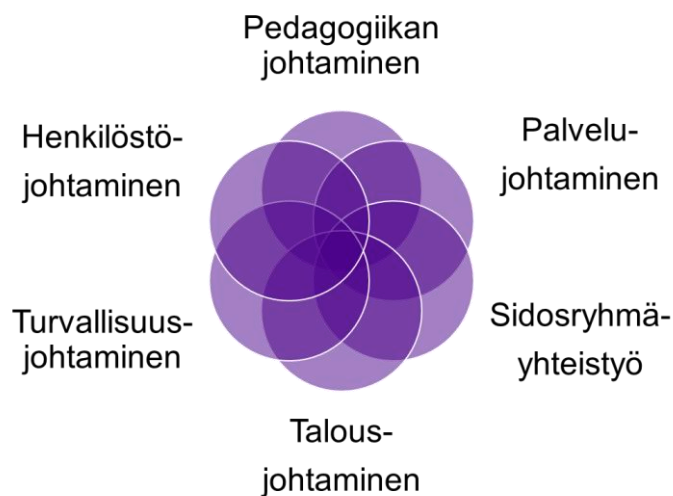 Pedagogiikan
johtaminen
Palvelu-
johtaminen
Sidosryhmä-
yhteistyö
Talous-
johtaminen
Turvallisuus-
johtaminen
Henkilöstö-
johtaminen